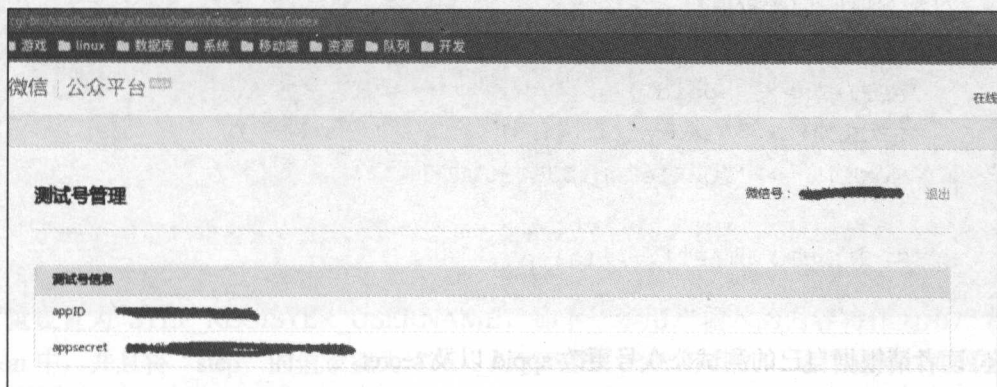 游戏 linux 数据库 系统 移动端 资源 队列 开发
微信 | 公众平台
在线
测试号管理
微信号：
退出
测试号信息
appID
appsecret